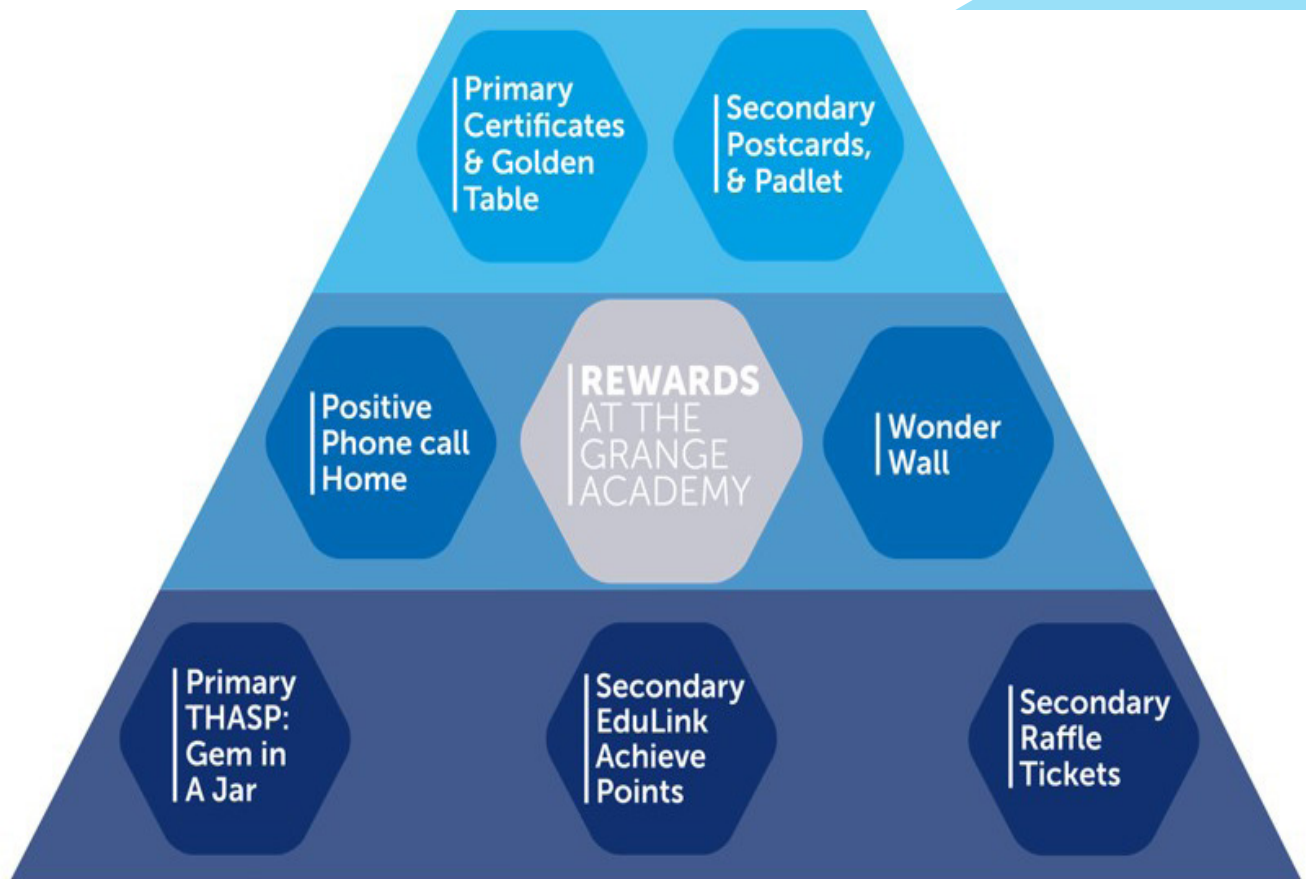 Primary
Certificates
& Golden
Table
Secondary
Postcards,
& Padlet
Positive
Phone call
Home
REWARDS
AT THE
GRANGE
ACADEMY
Wonder
Wall
Primary
THASP:
Gem in
A Jar
Secondary
EduLink
Achieve
Points
Secondary
Raffle
Tickets